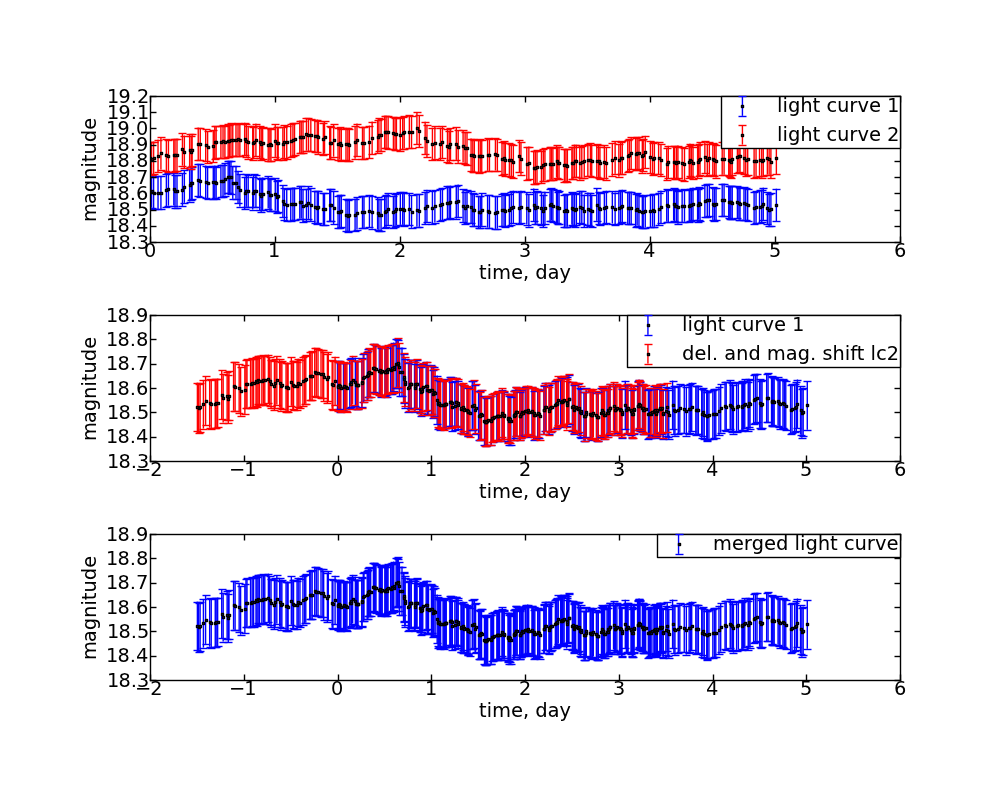 19.2
19.1
19.0
18.9
18.8
18.7
18.6
18.5
18.4
18.3
magnitude
light curve 1
light curve 2
0 1 2 3 4 5 6
time, day
18.9
18.8
18.7
18.6
18.5
18.4
18.3
magnitude
light curve 1
del. and mag. shift lc2
−2 −1 0 1 2 3 4 5 6
time, day
18.9
18.8
18.7
18.6
18.5
18.4
18.3
magnitude
merged light curve
−2 −1 0 1 2 3 4 5 6
time, day